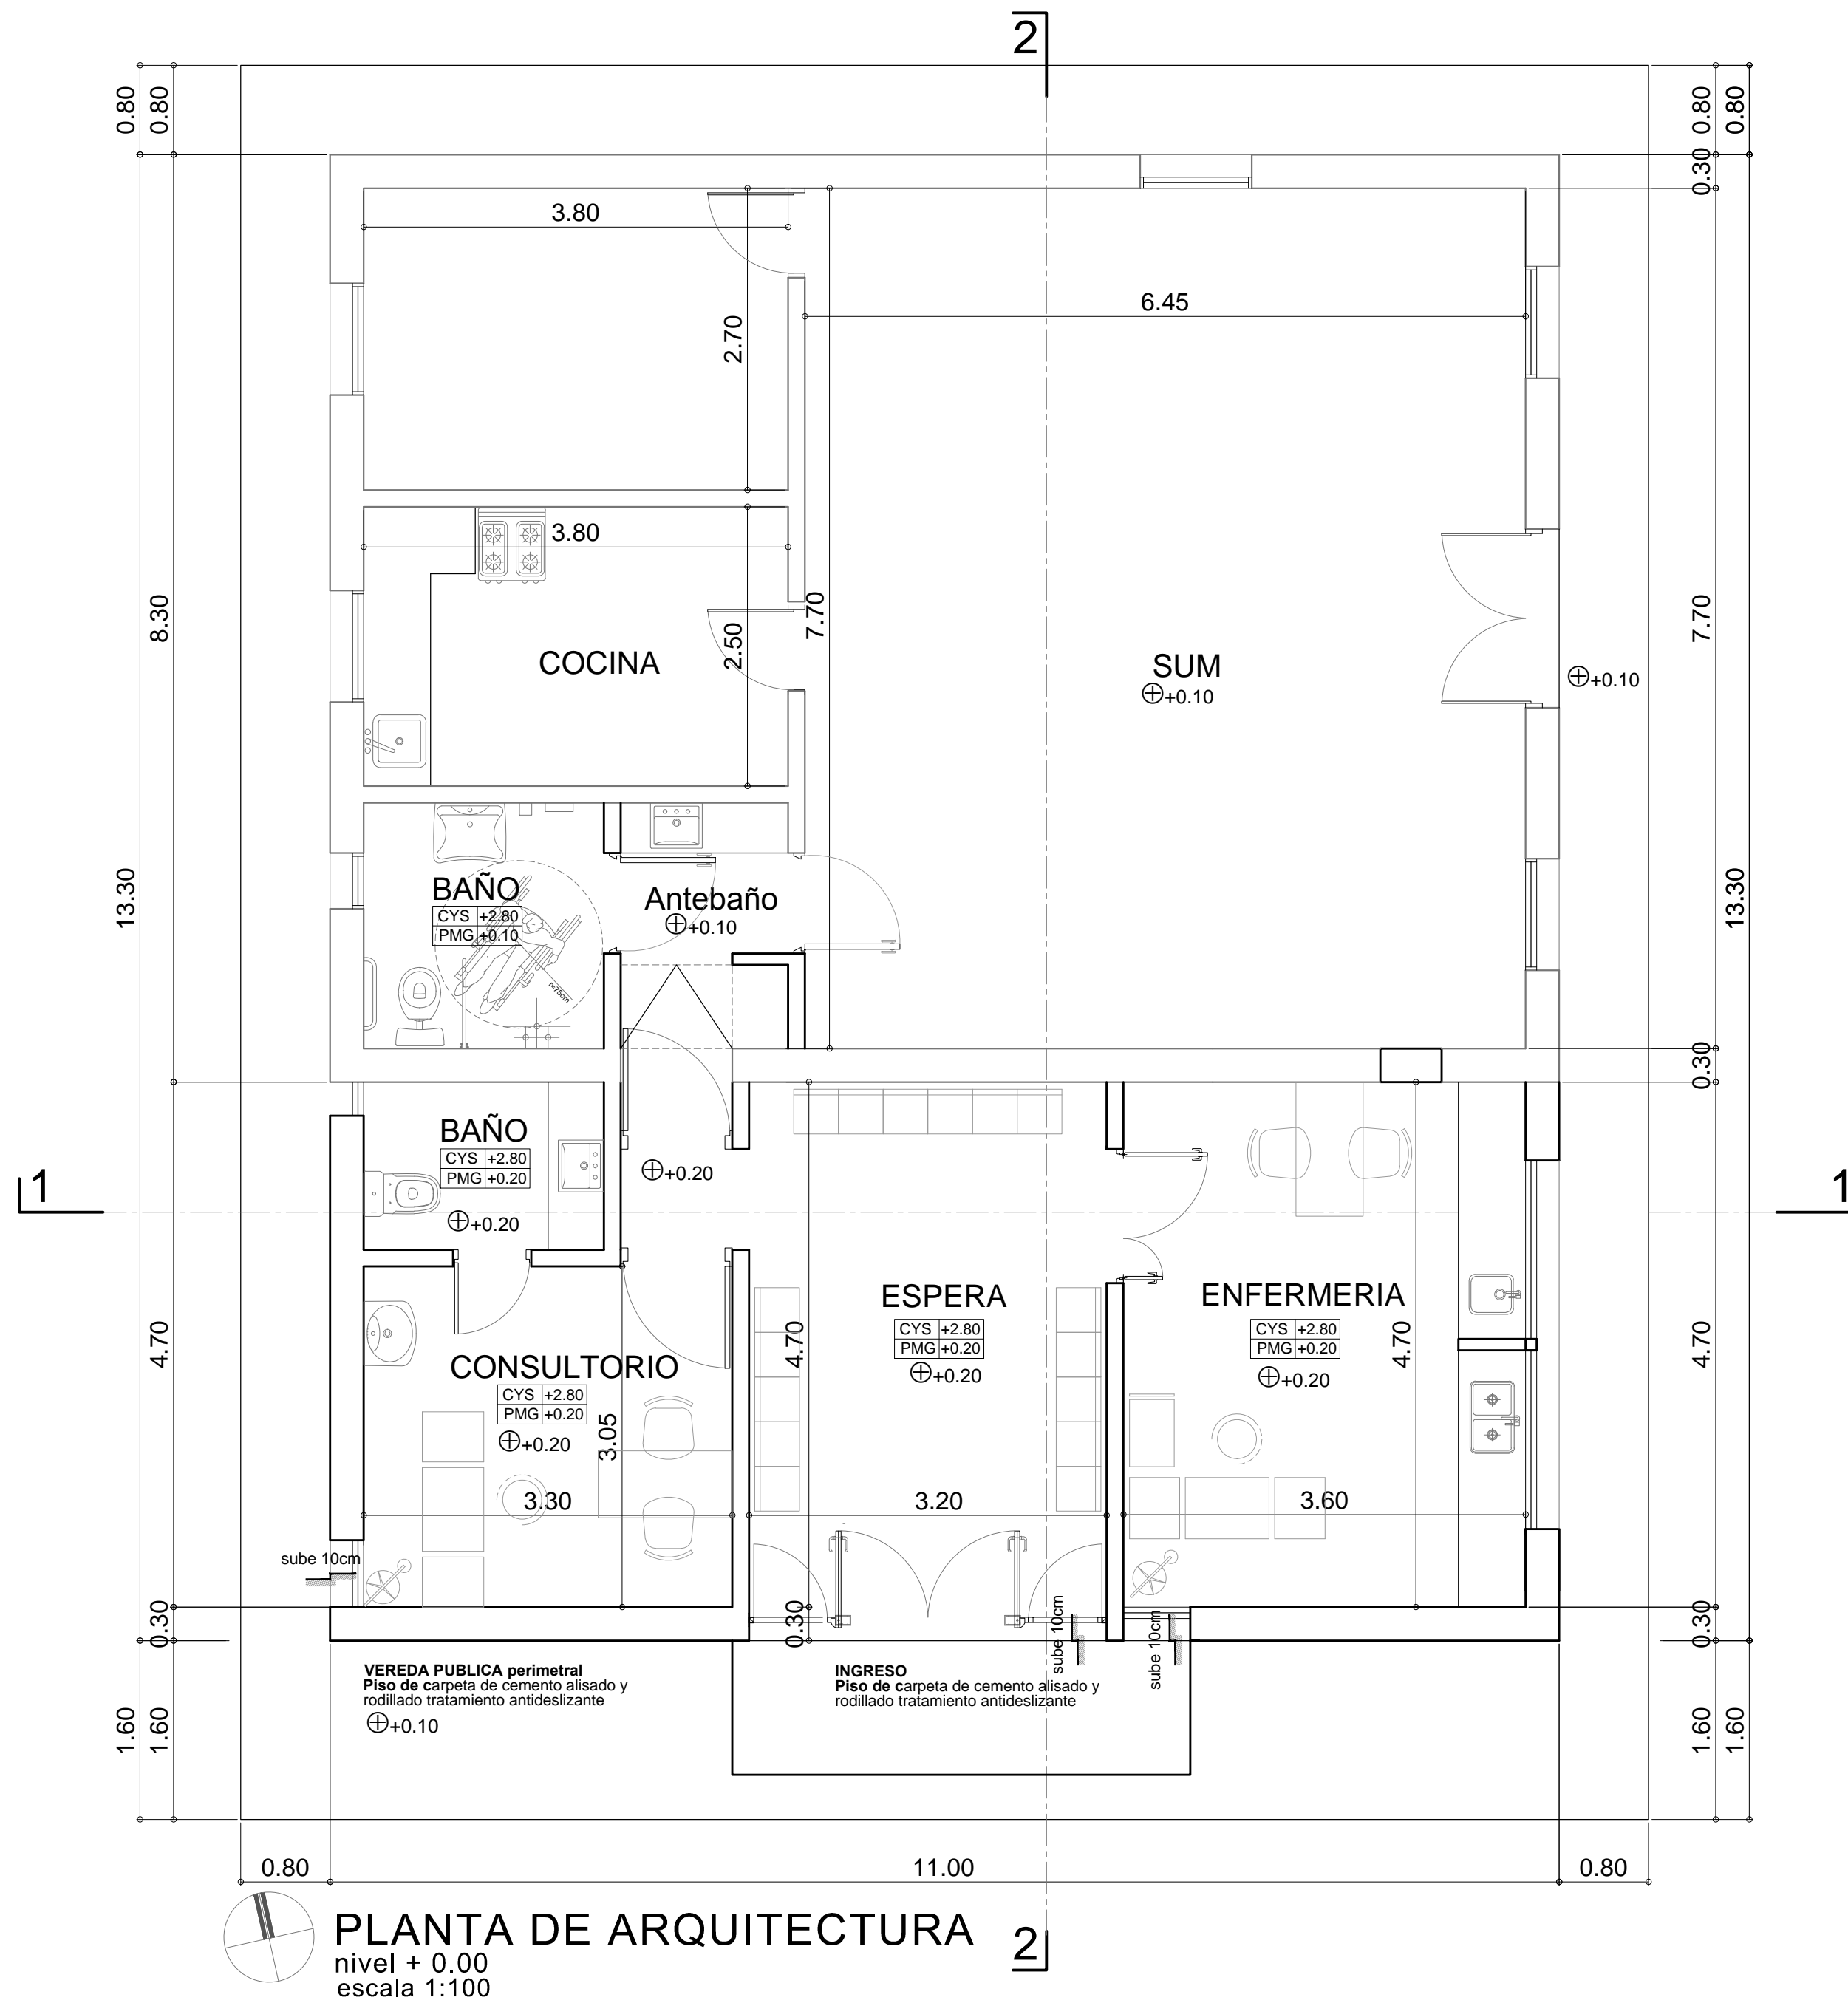 2
0.80
0.80
0.80
0.80
0.30
3.80
6.45
2.70
3.80
8.30
7.70
2.50
7.70
COCINA
SUM
+0.10
+0.10
13.30
13.30
BAÑO
CYS +2.80
PMG +0.10
Antebaño
+0.10
r=75cm
0.30
BAÑO
CYS +2.80
PMG +0.20
+0.20
+0.20
1
1
ESPERA
CYS +2.80
PMG +0.20
+0.20
ENFERMERIA
CYS +2.80
PMG +0.20
+0.20
4.70
4.70
4.70
4.70
CONSULTORIO
CYS +2.80
PMG +0.20
+0.20
3.05
3.30
3.20
3.60
sube 10cm
0.30
0.30
sube 10cm
sube 10cm
0.30
VEREDA PUBLICA perimetral
Piso de carpeta de cemento alisado y
rodillado tratamiento antideslizante
+0.10
INGRESO
Piso de carpeta de cemento alisado y
rodillado tratamiento antideslizante
1.60
1.60
1.60
1.60
0.80
11.00
0.80
PLANTA DE ARQUITECTURA
nivel + 0.00
escala 1:100
2